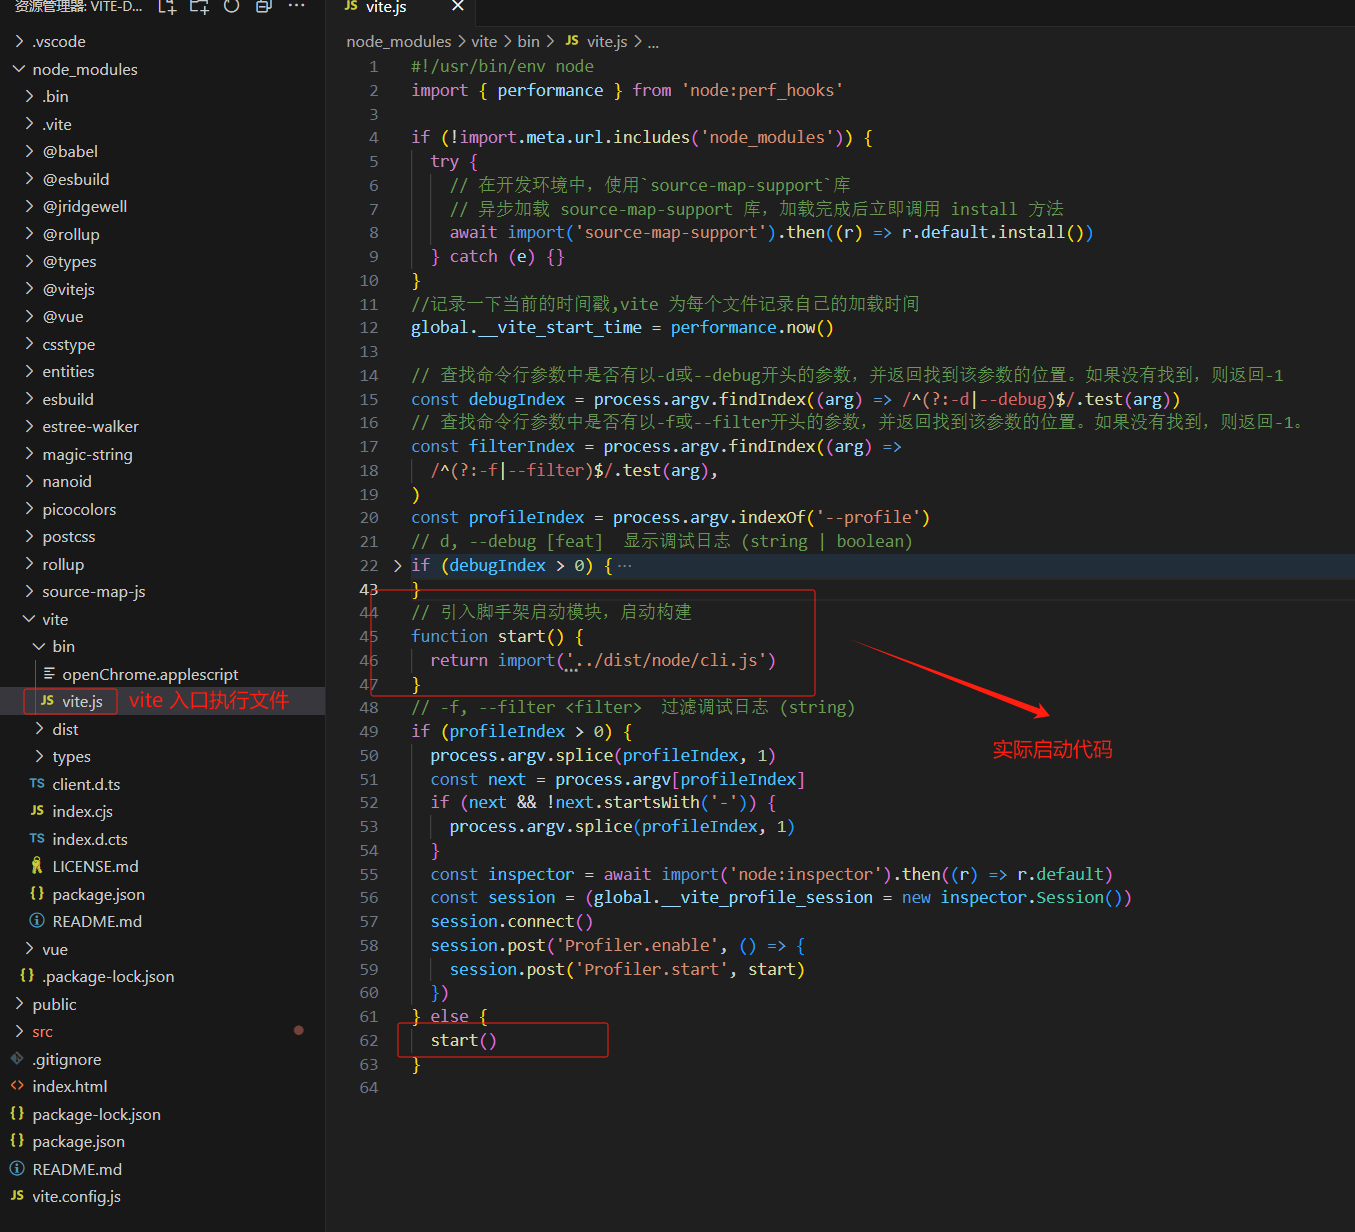 资源管理器: VITE-D...
.vscode
node_modules
.bin
.vite
@babel
@esbuild
@jridgewell
@rollup
@types
@vitejs
@vue
csstype
entities
esbuild
estree-walker
magic-string
nanoid
picocolors
postcss
rollup
source-map-js
vite
bin
openChrome.applescript
JS vite.js vite 入口执行文件
dist
types
TS client.d.ts
JS index.cjs
TS index.d.cts
LICENSE.md
{} package.json
README.md
vue
{} .package-lock.json
public
src
.gitignore
<> index.html
{} package-lock.json
{} package.json
README.md
JS vite.config.js
JS vite.js ×
node_modules > vite > bin > JS vite.js > ...
1 #!/usr/bin/env node
2 import { performance } from 'node:perf_hooks'
3
4 if (!import.meta.url.includes('node_modules')) {
5   try {
6     // 在开发环境中，使用`source-map-support`库
7     // 异步加载 source-map-support 库，加载完成后立即调用 install 方法
8     await import('source-map-support').then((r) => r.default.install())
9   } catch (e) {}
10 }
11 //记录一下当前的时间戳,vite 为每个文件记录自己的加载时间
12 global.__vite_start_time = performance.now()
13
14 // 查找命令行参数中是否有以-d或--debug开头的参数，并返回找到该参数的位置。如果没有找到，则返回-1
15 const debugIndex = process.argv.findIndex((arg) => /^(?:-d|--debug)$/.test(arg))
16 // 查找命令行参数中是否有以-f或--filter开头的参数，并返回找到该参数的位置。如果没有找到，则返回-1。
17 const filterIndex = process.argv.findIndex((arg) =>
18   /^(?:-f|--filter)$/.test(arg),
19 )
20 const profileIndex = process.argv.indexOf('--profile')
21 // d, --debug [feat]  显示调试日志 (string | boolean)
22 > if (debugIndex > 0) { ···
43 }
44 // 引入脚手架启动模块，启动构建
45 function start() {
46   return import('../dist/node/cli.js')
47 }
48 // -f, --filter <filter>  过滤调试日志 (string)
49 if (profileIndex > 0) {
50   process.argv.splice(profileIndex, 1)
51   const next = process.argv[profileIndex]
52   if (next && !next.startsWith('-')) {
53     process.argv.splice(profileIndex, 1)
54   }
55   const inspector = await import('node:inspector').then((r) => r.default)
56   const session = (global.__vite_profile_session = new inspector.Session())
57   session.connect()
58   session.post('Profiler.enable', () => {
59     session.post('Profiler.start', start)
60   })
61 } else {
62   start()
63 }
64
实际启动代码